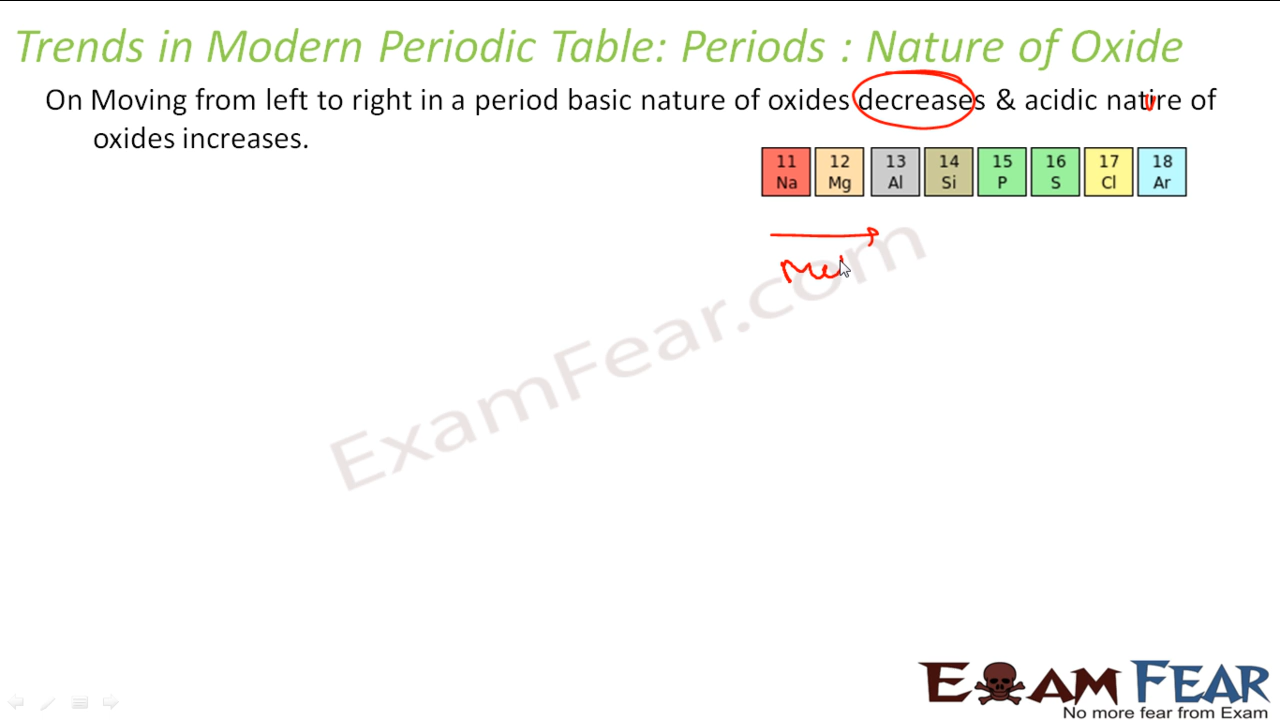 Trends in Modern Periodic Table: Periods : Nature of Oxide
On Moving from left to right in a period basic nature of oxides decreases & acidic natire of
oxides increases.
11 12 13 14 15 16 17 18
Na Mg Al Si P S Cl Ar
ExamFear.com
EXAM FEAR
No more fear from Exam